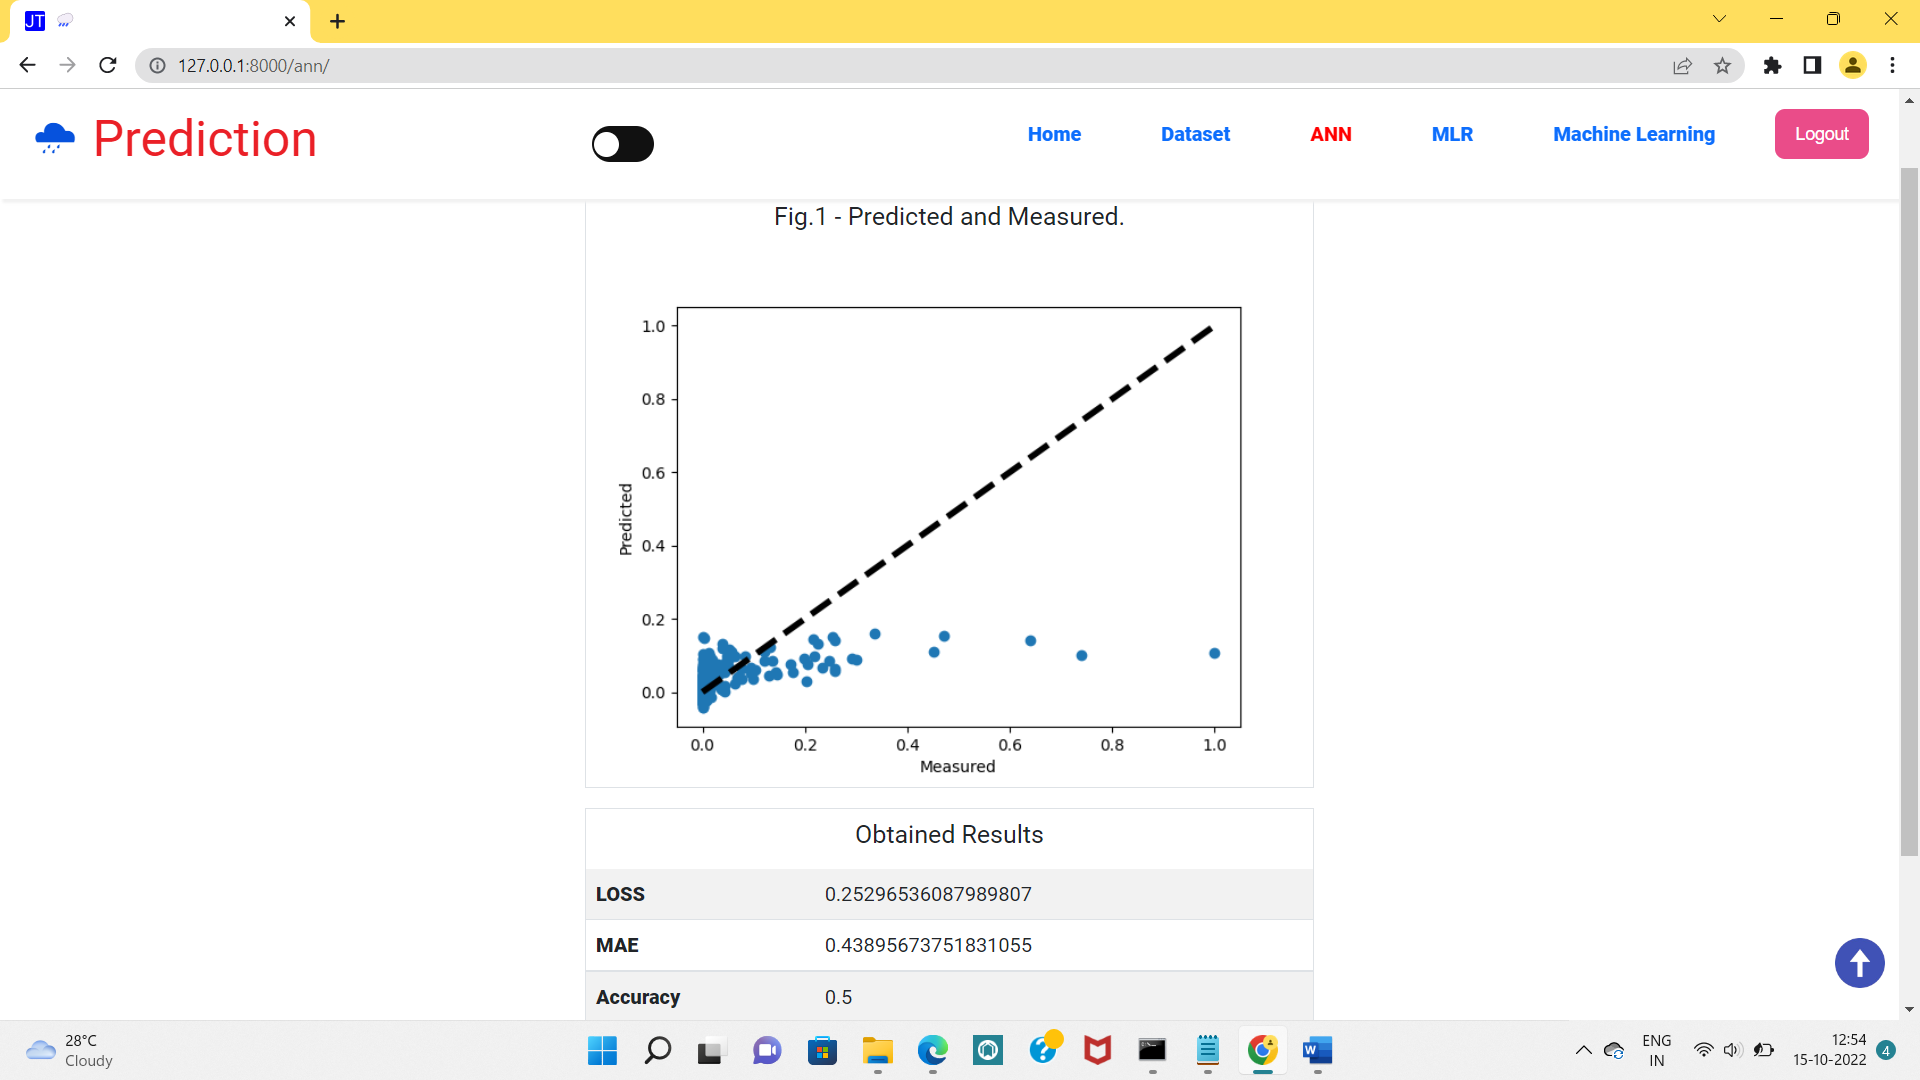 JT
127.0.0.1:8000/ann/
Prediction
Home
Dataset
ANN
MLR
Machine Learning
Logout
Fig.1 - Predicted and Measured.
1.0
0.8
0.6
0.4
0.2
0.0
Predicted
0.0 0.2 0.4 0.6 0.8 1.0
Measured
Obtained Results
LOSS 0.25296536087989807
MAE 0.43895673751831055
Accuracy 0.5
28°C
Cloudy
W
ENG
IN
12:54
15-10-2022
4